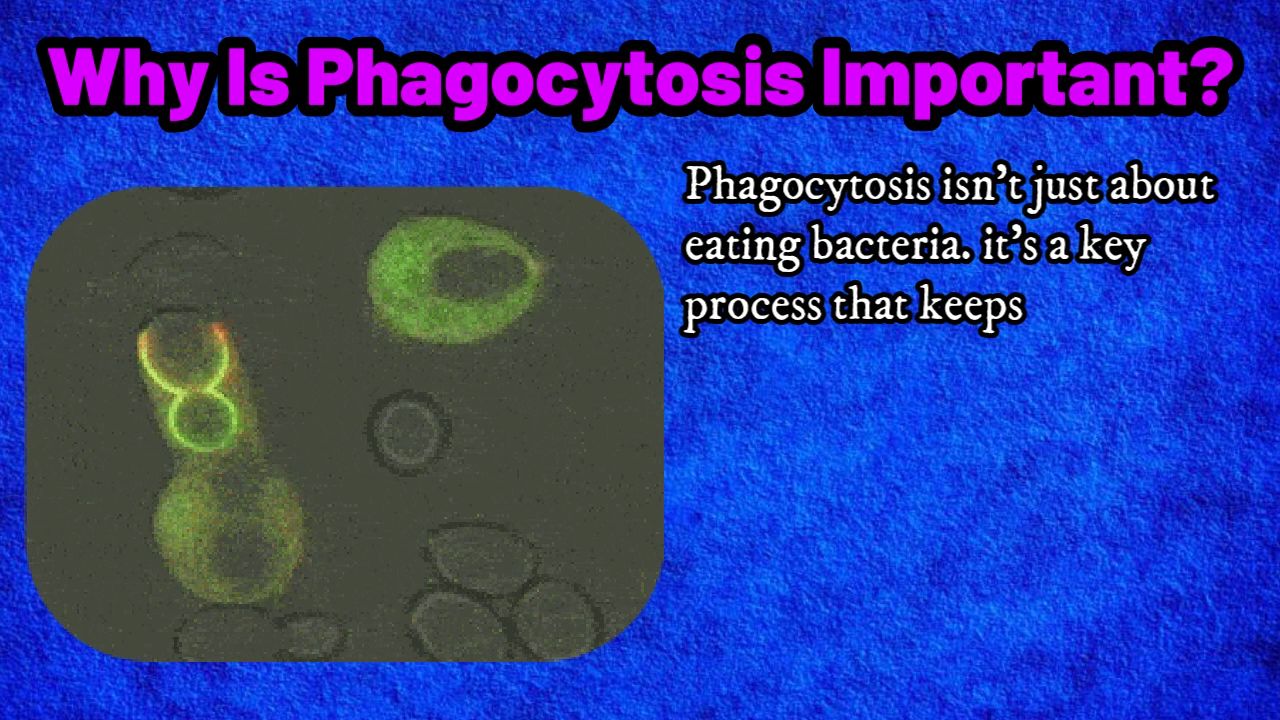 Why Is Phagocytosis Important?
Phagocytosis isn't just about
eating bacteria. it's a key
process that keeps